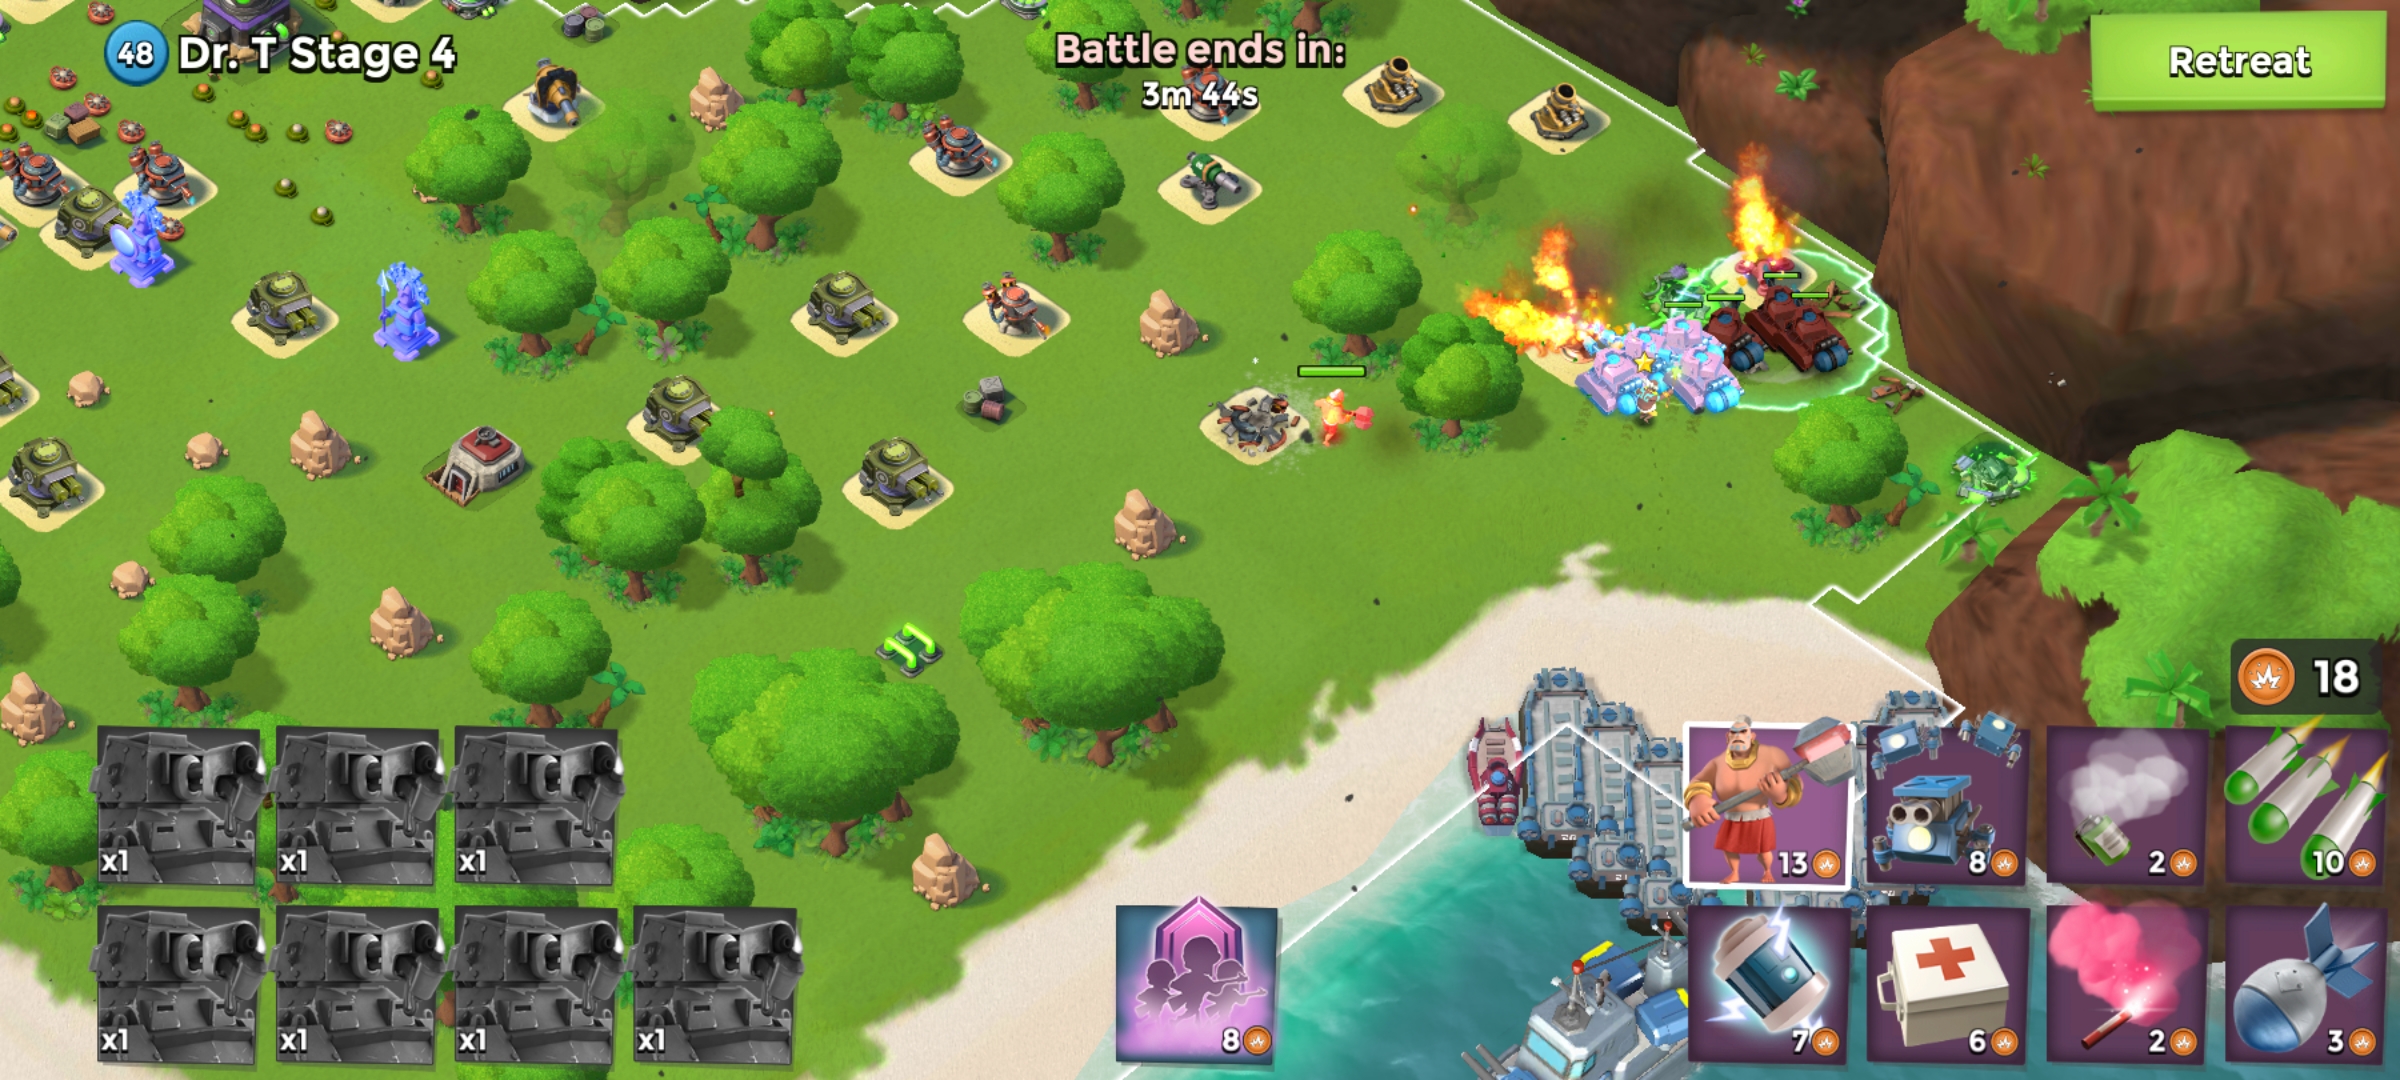 48 Dr. T Stage 4
Battle ends in:
3m 44s
Retreat
18
13
8
2
10
x1
x1
x1
x1
x1
x1
x1
8
7
6
2
3